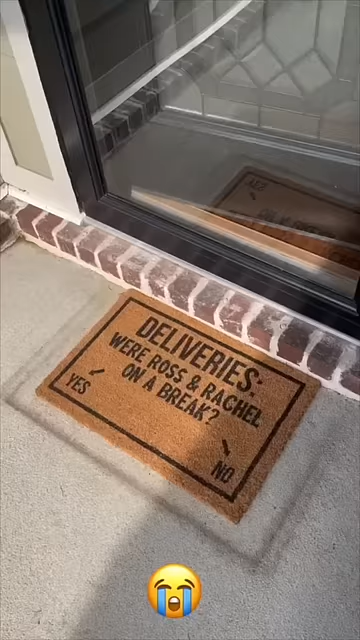 DELIVERIES:
WERE ROSS & RACHEL
ON A BREAK?
YES
NO